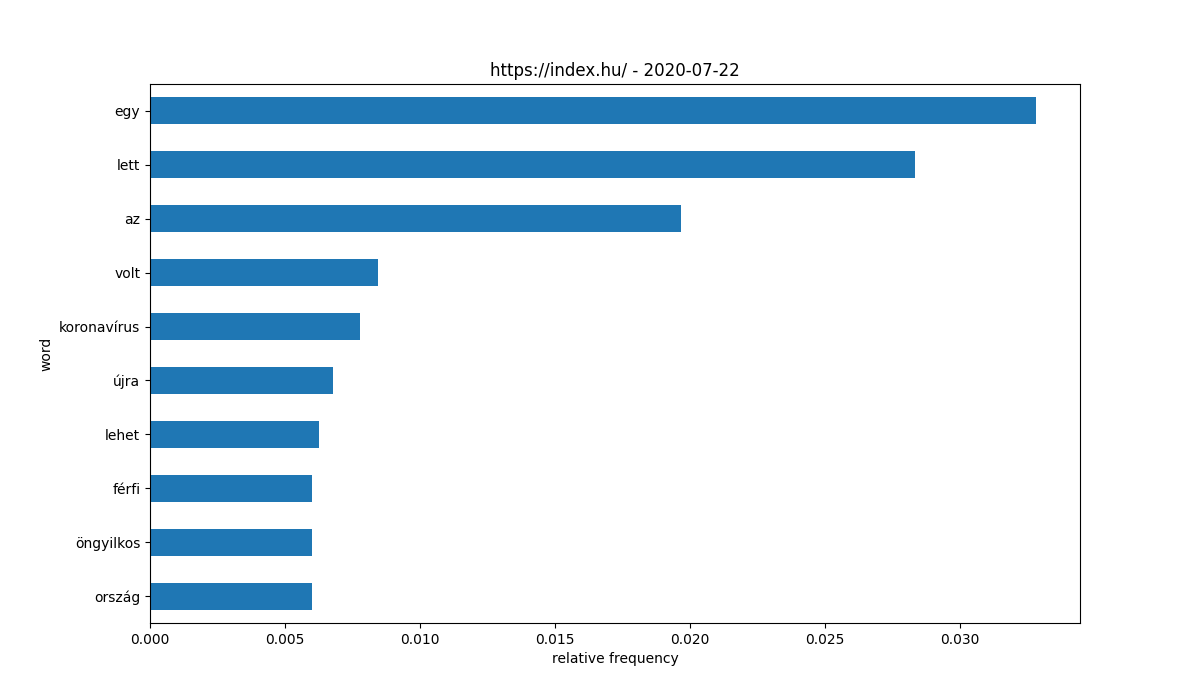 https://index.hu/ - 2020-07-22
egy
lett
az
volt
koronavírus
újra
lehet
férfi
öngyilkos
ország
word
0.000 0.005 0.010 0.015 0.020 0.025 0.030
relative frequency